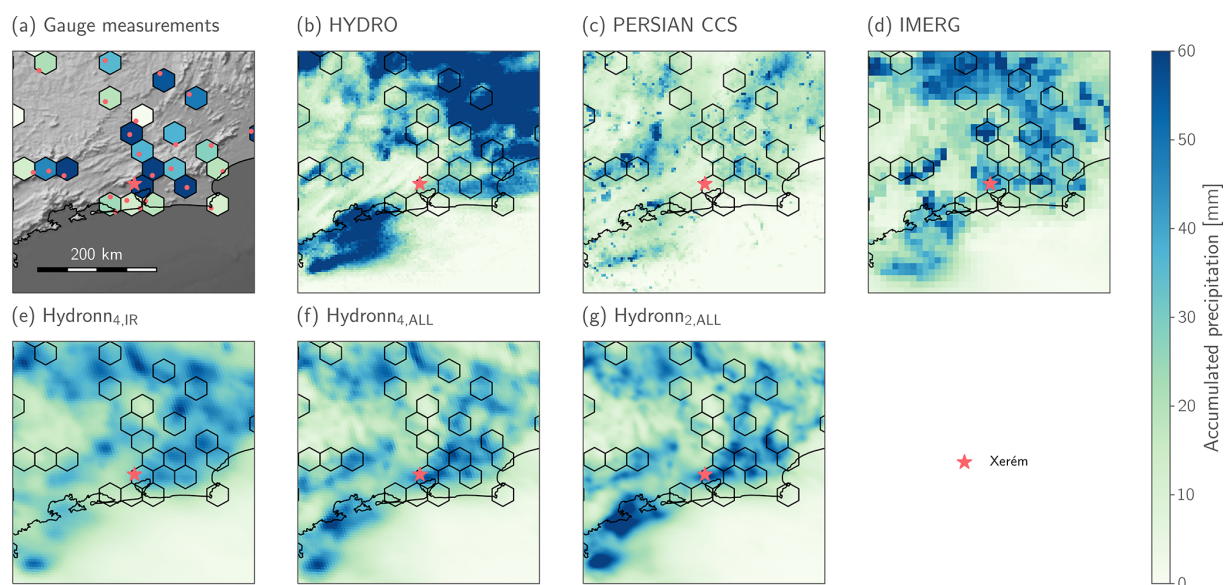 (a) Gauge measurements
(b) HYDRO
(c) PERSIAN CCS
(d) IMERG
200 km
(e) Hydronn4,IR
(f) Hydronn4,ALL
(g) Hydronn2,ALL
Xerém
60
50
40
30
20
10
0
Accumulated precipitation [mm]